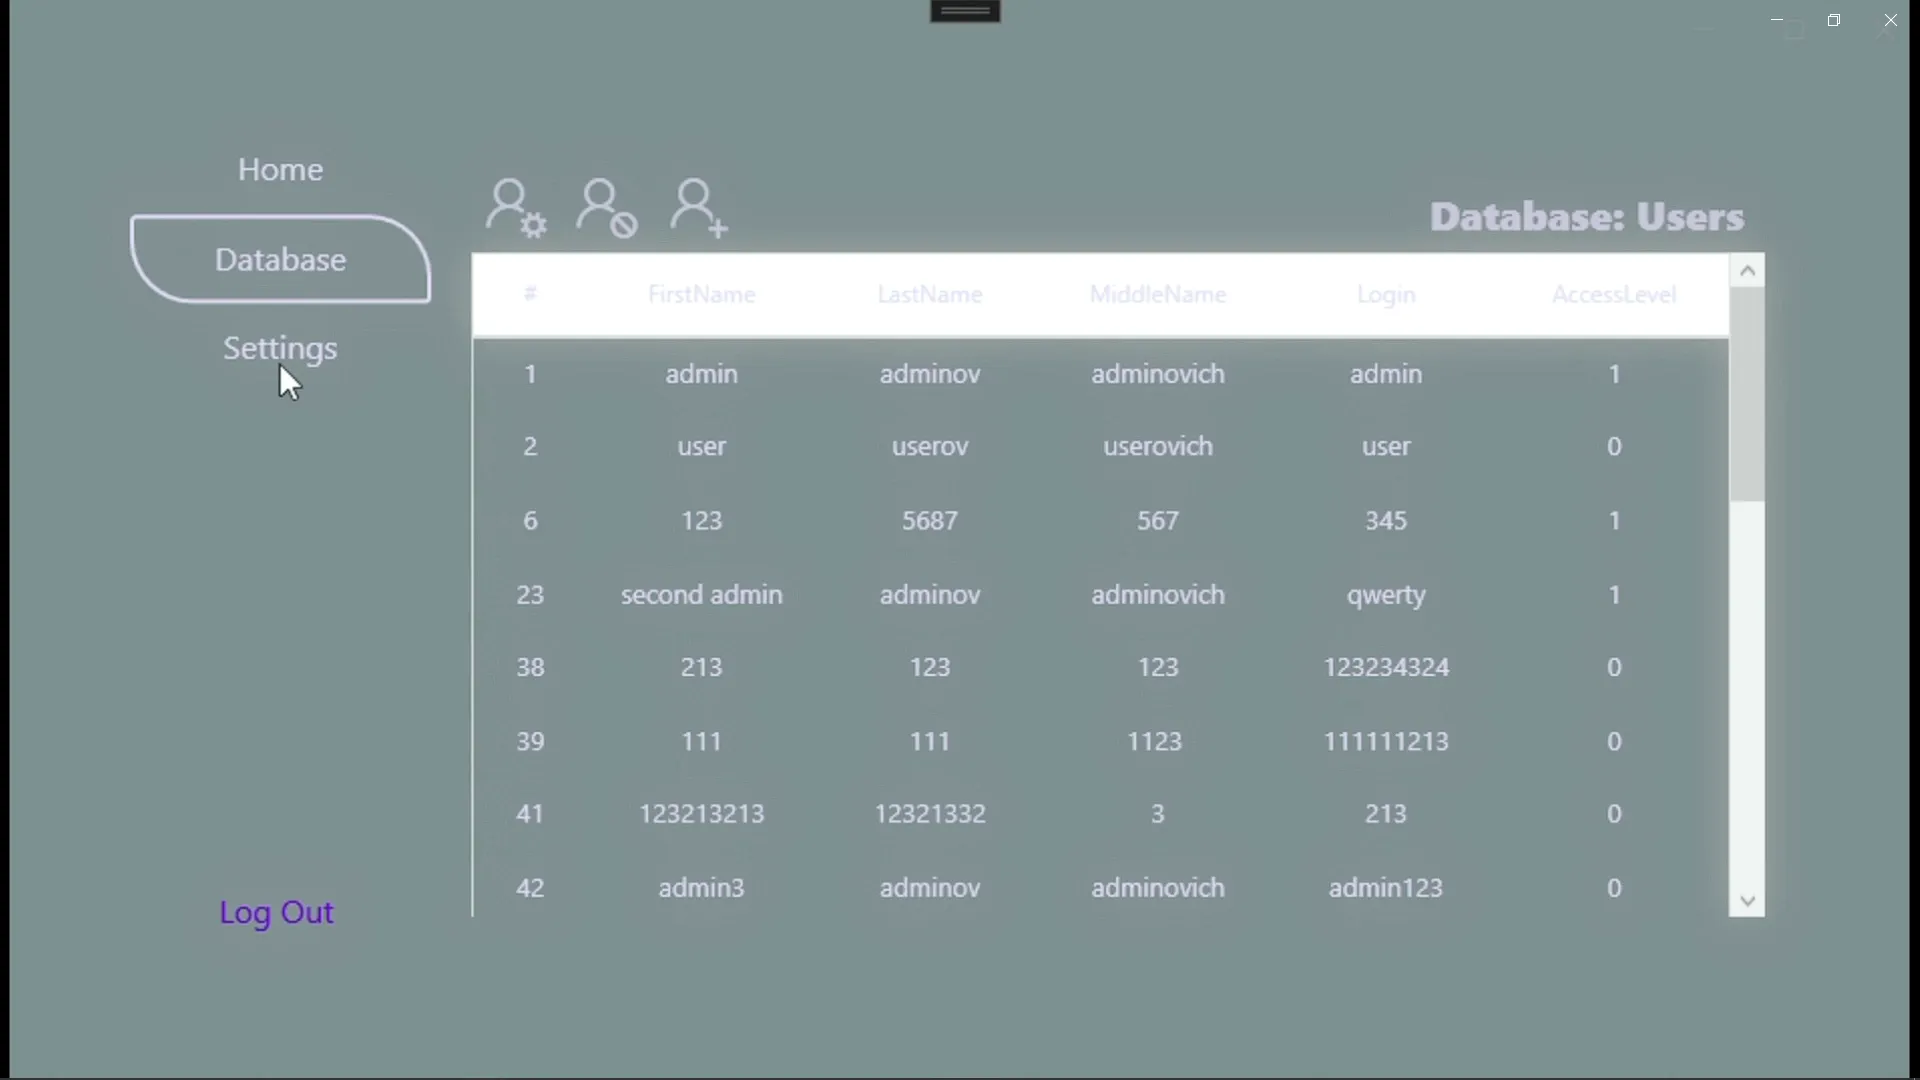 Home
Database
Settings
Log Out
Database: Users
# FirstName LastName MiddleName Login AccessLevel
1 admin adminov adminovich admin 1
2 user userov userovich user 0
6 123 5687 567 345 1
23 second admin adminov adminovich qwerty 1
38 213 123 123 123234324 0
39 111 111 1123 111111213 0
41 123213213 12321332 3 213 0
42 admin3 adminov adminovich admin123 0